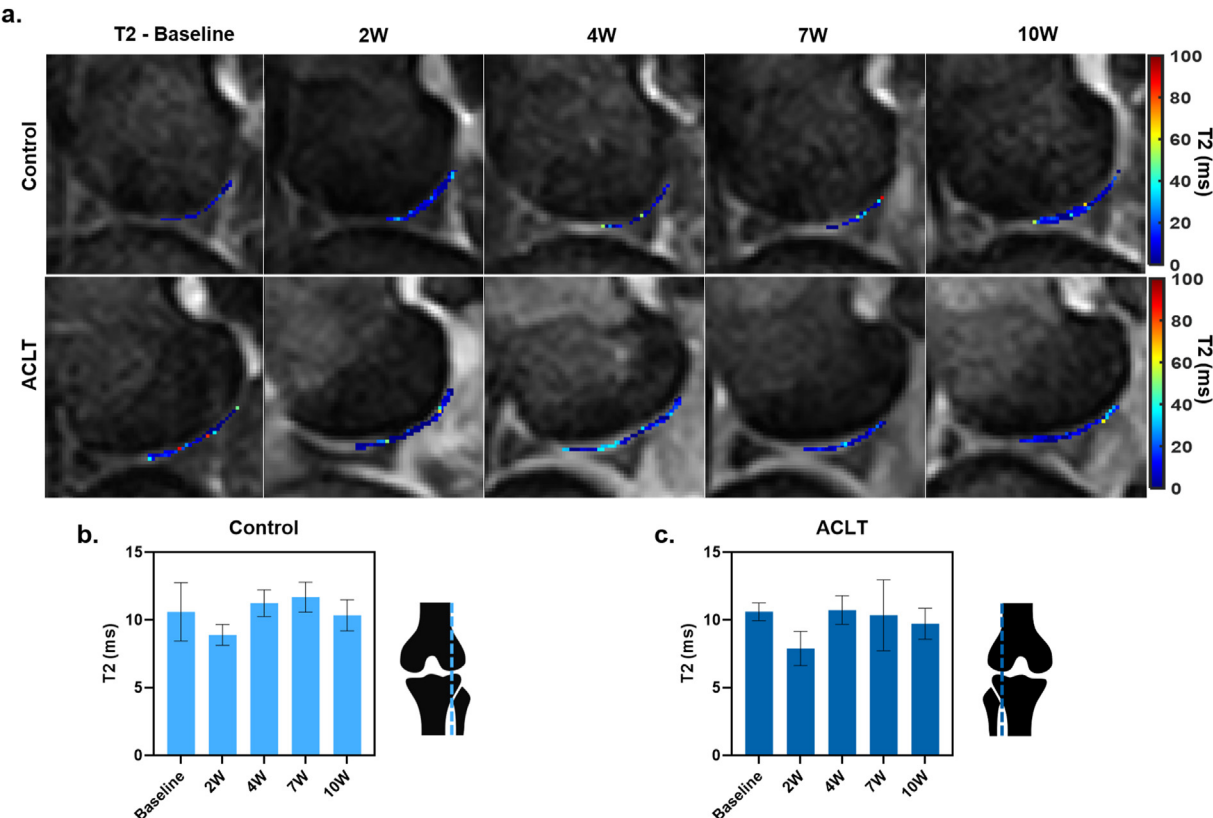 a.
T2 - Baseline 2W 4W 7W 10W
Control
100
80
60
40
20
0
T2 (ms)
ACLT
100
80
60
40
20
0
T2 (ms)
b.
Control
T2 (ms)
15
10
5
0
Baseline 2W 4W 7W 10W
c.
ACLT
T2 (ms)
15
10
5
0
Baseline 2W 4W 7W 10W